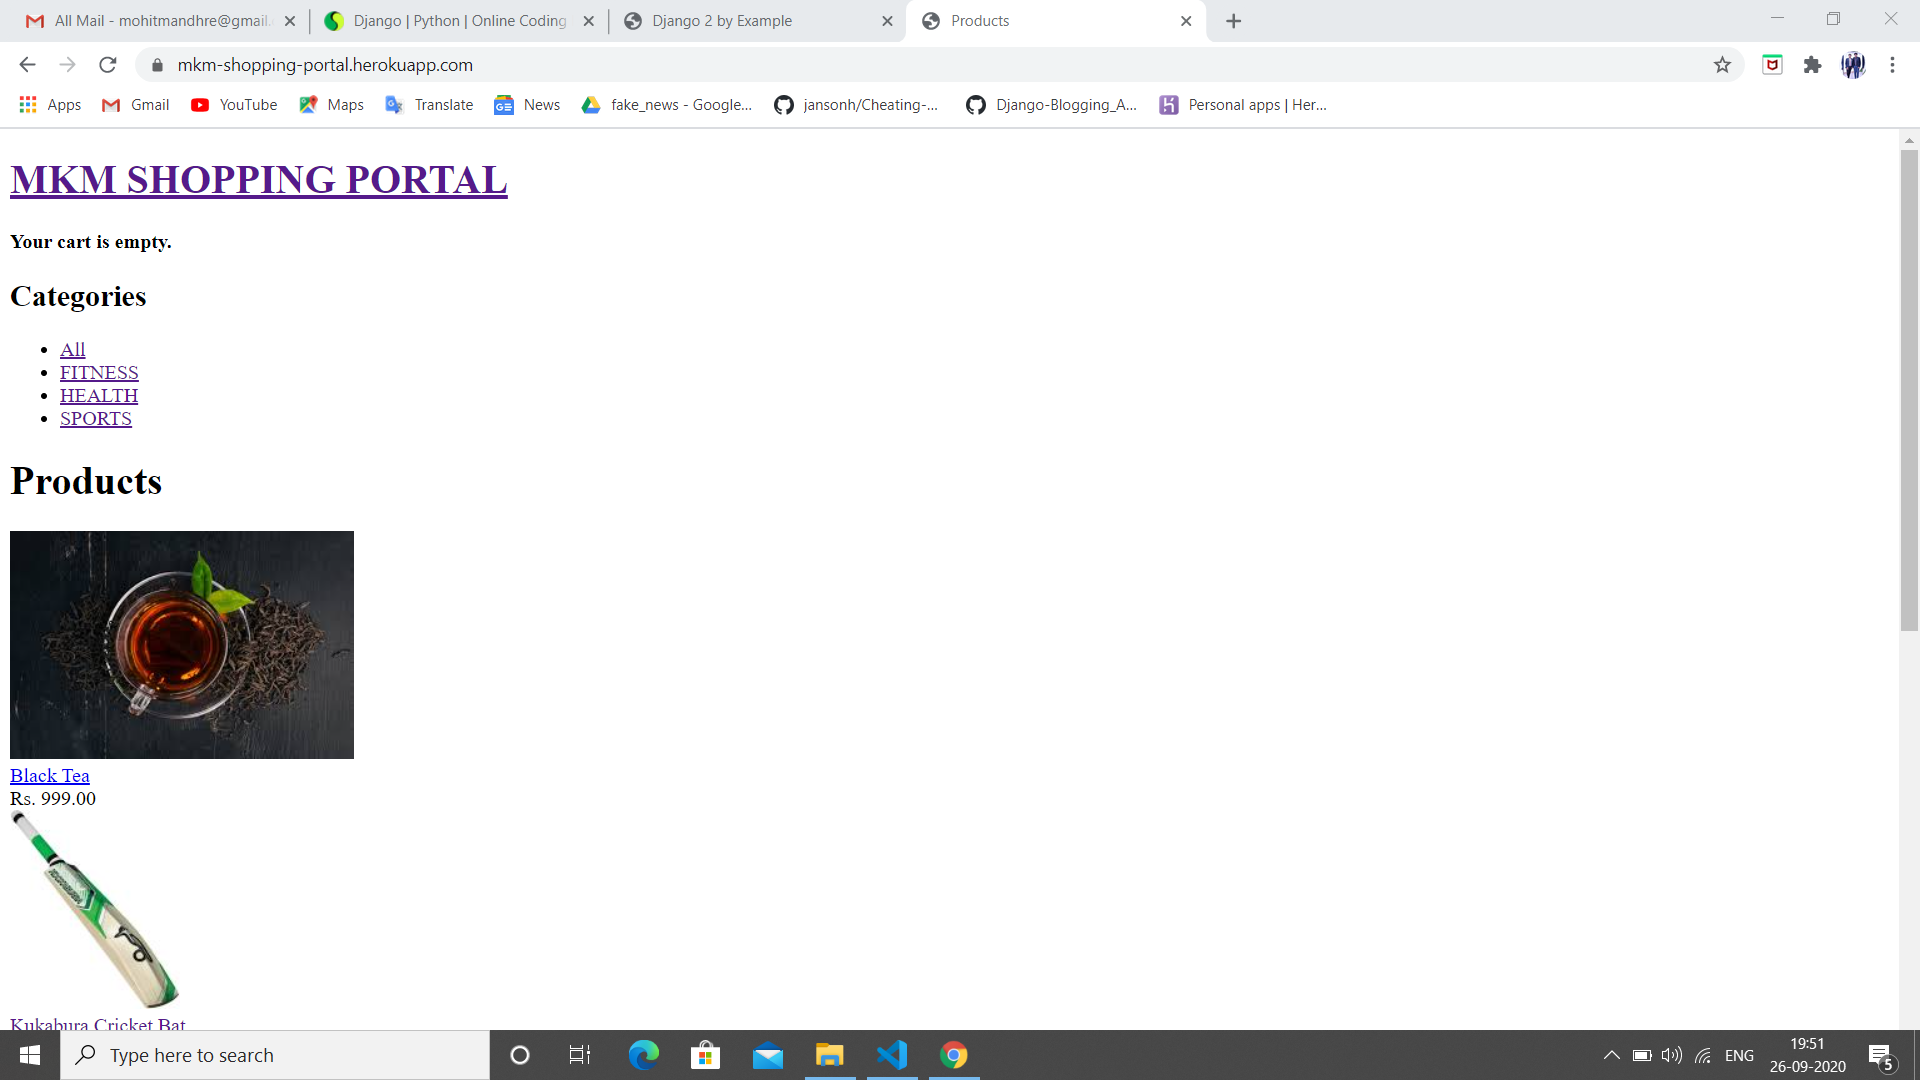 All Mail - mohitmandhre@gmail.
Django | Python | Online Coding
Django 2 by Example
Products
mkm-shopping-portal.herokuapp.com
Apps
Gmail
YouTube
Maps
Translate
News
fake_news - Google...
jansonh/Cheating-...
Django-Blogging_A...
Personal apps | Her...
MKM SHOPPING PORTAL
Your cart is empty.
Categories
All
FITNESS
HEALTH
SPORTS
Products
Black Tea
Rs. 999.00
Kukabura Cricket Bat
Type here to search
ENG
19:51
26-09-2020
5